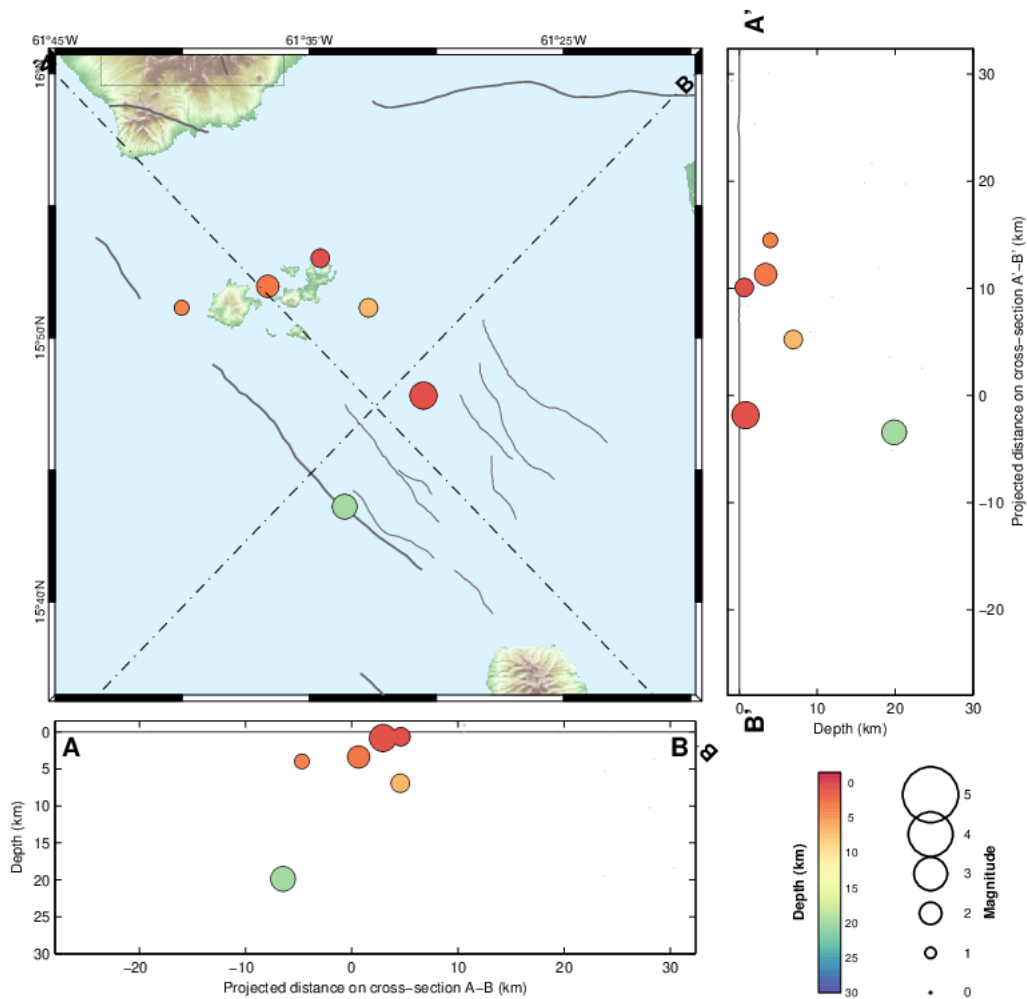 61°45'W 61°35'W 61°25'W
A'
B
15°50'N
15°40'N
30
20
10
0
−10
−20
Projected distance on cross−section A'−B' (km)
0 10 20 30
Depth (km)
B'
A B
B
0
5
10
15
20
25
30
Depth (km)
−20 −10 0 10 20 30
Projected distance on cross−section A−B (km)
Depth (km)
0
5
10
15
20
25
30
5
4
3
2
1
0
Magnitude